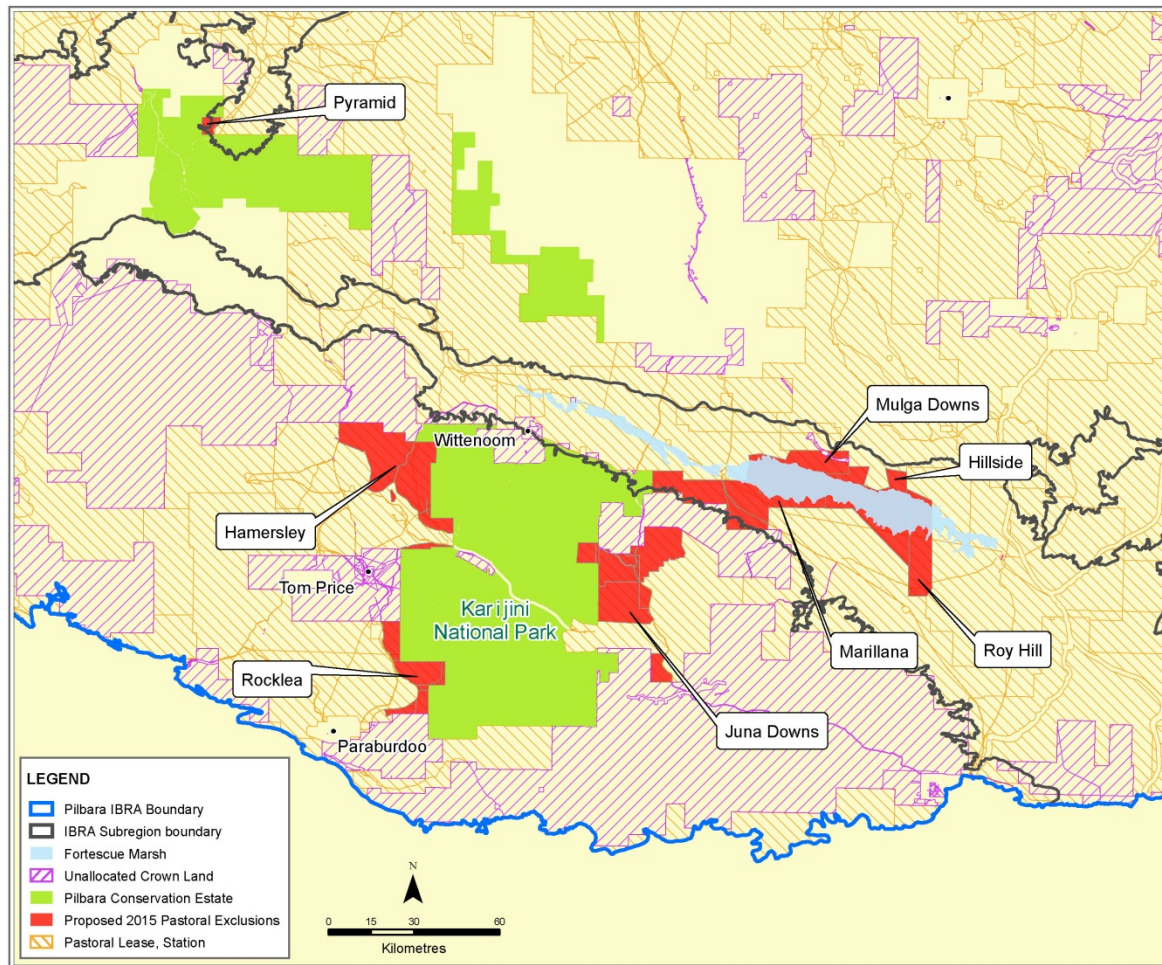 Pyramid
Mulga Downs
Hillside
Wittenoom
Hamersley
Tom Price
Karijini
National Park
Marillana
Roy Hill
Rocklea
Juna Downs
Paraburdoo
LEGEND
Pilbara IBRA Boundary
IBRA Subregion boundary
Fortescue Marsh
Unallocated Crown Land
Pilbara Conservation Estate
Proposed 2015 Pastoral Exclusions
Pastoral Lease, Station
N
0 15 30 60
Kilometres